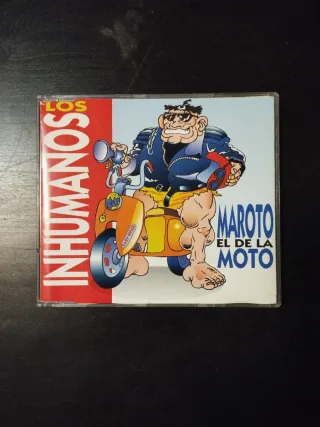 LOS
INHUMANOS
MAROTO
EL DE LA
MOTO